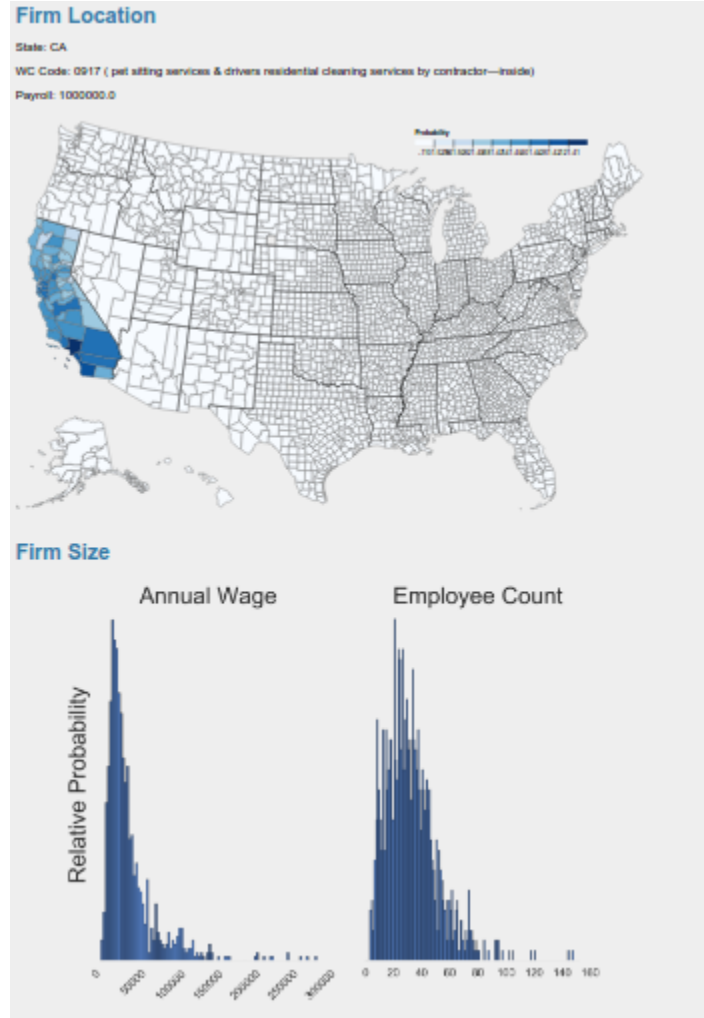 Firm Location
State: CA
WC Code: 0917 ( pet sitting services & drivers residential cleaning services by contractor—inside)
Payroll: 1000000.0
Probability
Firm Size
Annual Wage
Employee Count
Relative Probability
0
50000
100000
150000
200000
250000
300000
0
20
40
60
80
100
120
140
160